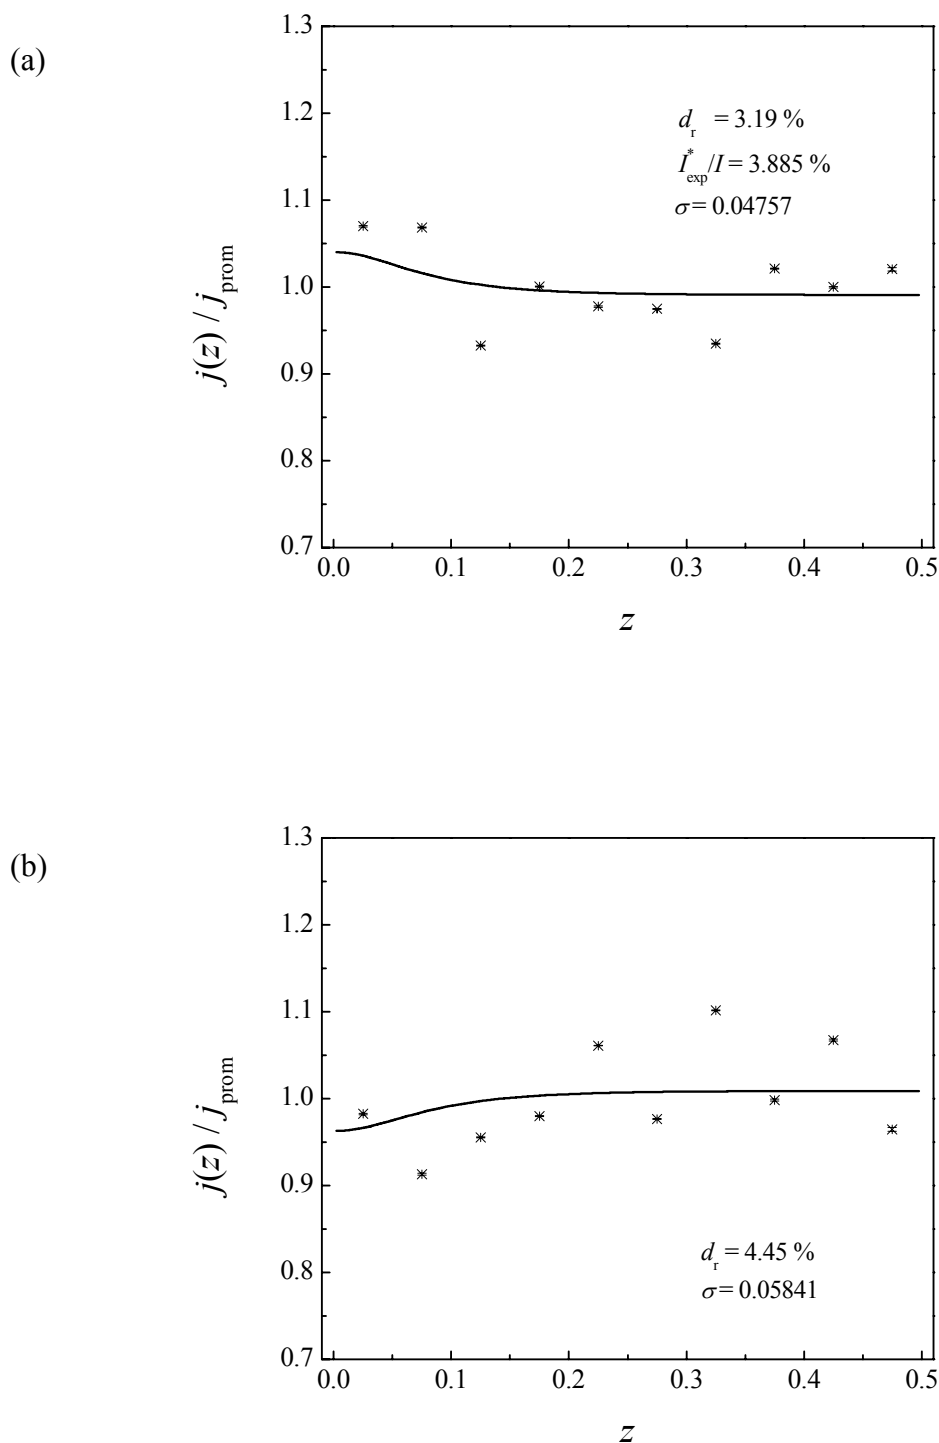 (a)
1.3
1.2
1.1
1.0
0.9
0.8
0.7
j(z) / j_prom
d_r = 3.19 %
I*_exp/I = 3.885 %
σ = 0.04757
0.0 0.1 0.2 0.3 0.4 0.5
z
(b)
1.3
1.2
1.1
1.0
0.9
0.8
0.7
j(z) / j_prom
d_r = 4.45 %
σ = 0.05841
0.0 0.1 0.2 0.3 0.4 0.5
z